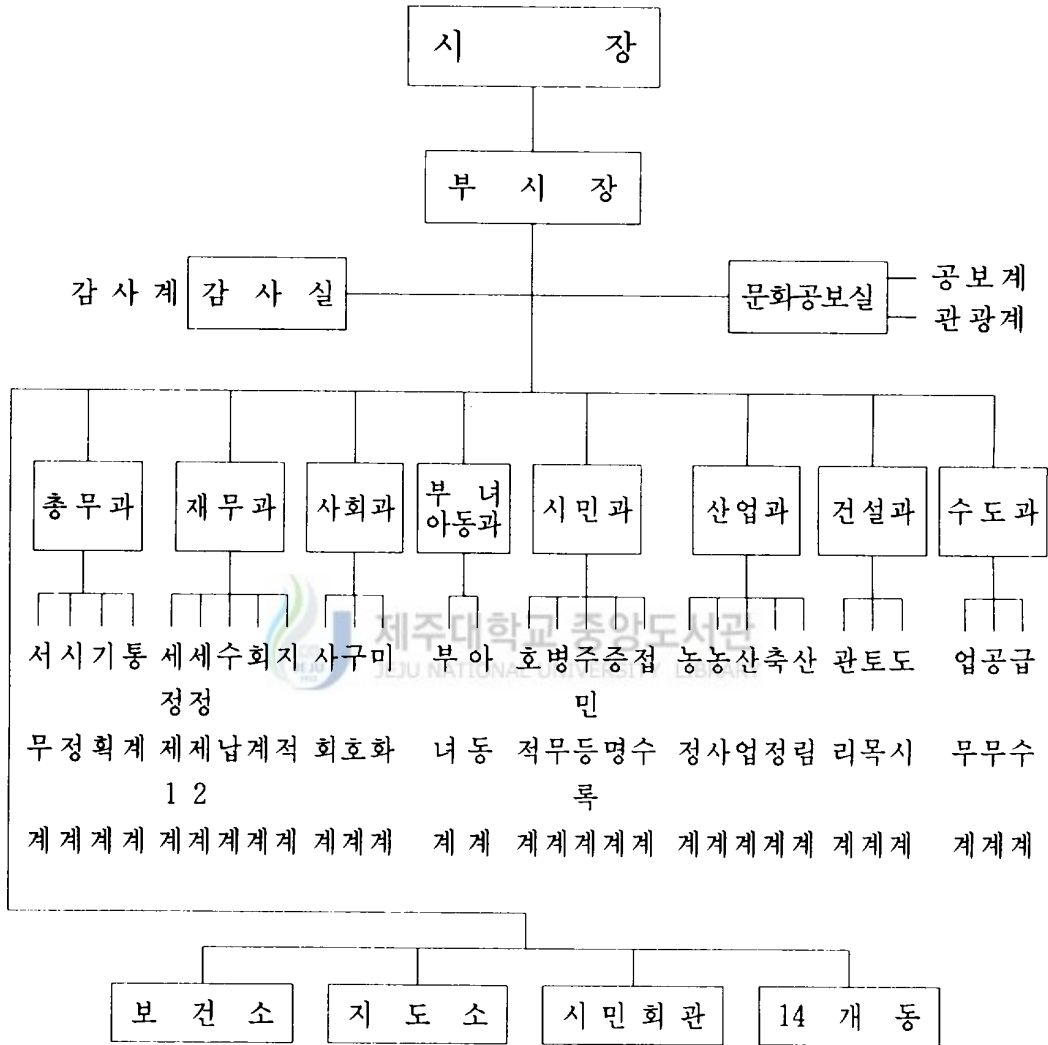 시 장
부 시 장
감사계 감 사 실 문화공보실 공보계
관광계
총무과 재무과 사회과 부 녀 아동과 시민과 산업과 건설과 수도과
서무계 시정계 기획계 통계계
세정제1계 세정제2계 수납계 회계계 지적계
사회계 구호계 미화계
부녀계 아동계
호적계 병무계 주민등록계 증명계 접수계
농정계 농사계 산업계 축정계 산림계
관리계 토목계 도시계
업무계 공무계 급수계
제주대학교 중앙도서관
JEJU NATIONAL UNIVERSITY LIBRARY
보 건 소 지 도 소 시민회관 14 개 동